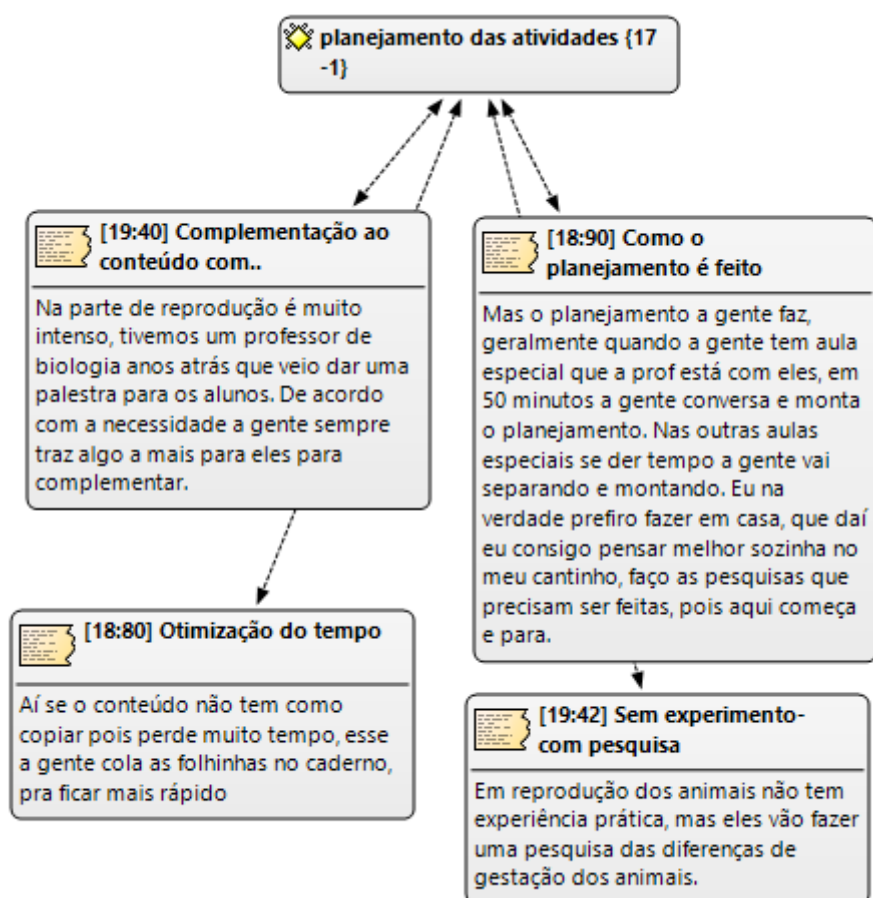 planejamento das atividades {17
-1}
[19:40] Complementação ao
conteúdo com..
Na parte de reprodução é muito
intenso, tivemos um professor de
biologia anos atrás que veio dar uma
palestra para os alunos. De acordo
com a necessidade a gente sempre
traz algo a mais para eles para
complementar.
[18:90] Como o
planejamento é feito
Mas o planejamento a gente faz,
geralmente quando a gente tem aula
especial que a prof está com eles, em
50 minutos a gente conversa e monta
o planejamento. Nas outras aulas
especiais se der tempo a gente vai
separando e montando. Eu na
verdade prefiro fazer em casa, que daí
eu consigo pensar melhor sozinha no
meu cantinho, faço as pesquisas que
precisam ser feitas, pois aqui começa
e para.
[18:80] Otimização do tempo
Aí se o conteúdo não tem como
copiar pois perde muito tempo, esse
a gente cola as folhinhas no caderno,
pra ficar mais rápido
[19:42] Sem experimento-
com pesquisa
Em reprodução dos animais não tem
experiência prática, mas eles vão fazer
uma pesquisa das diferenças de
gestação dos animais.